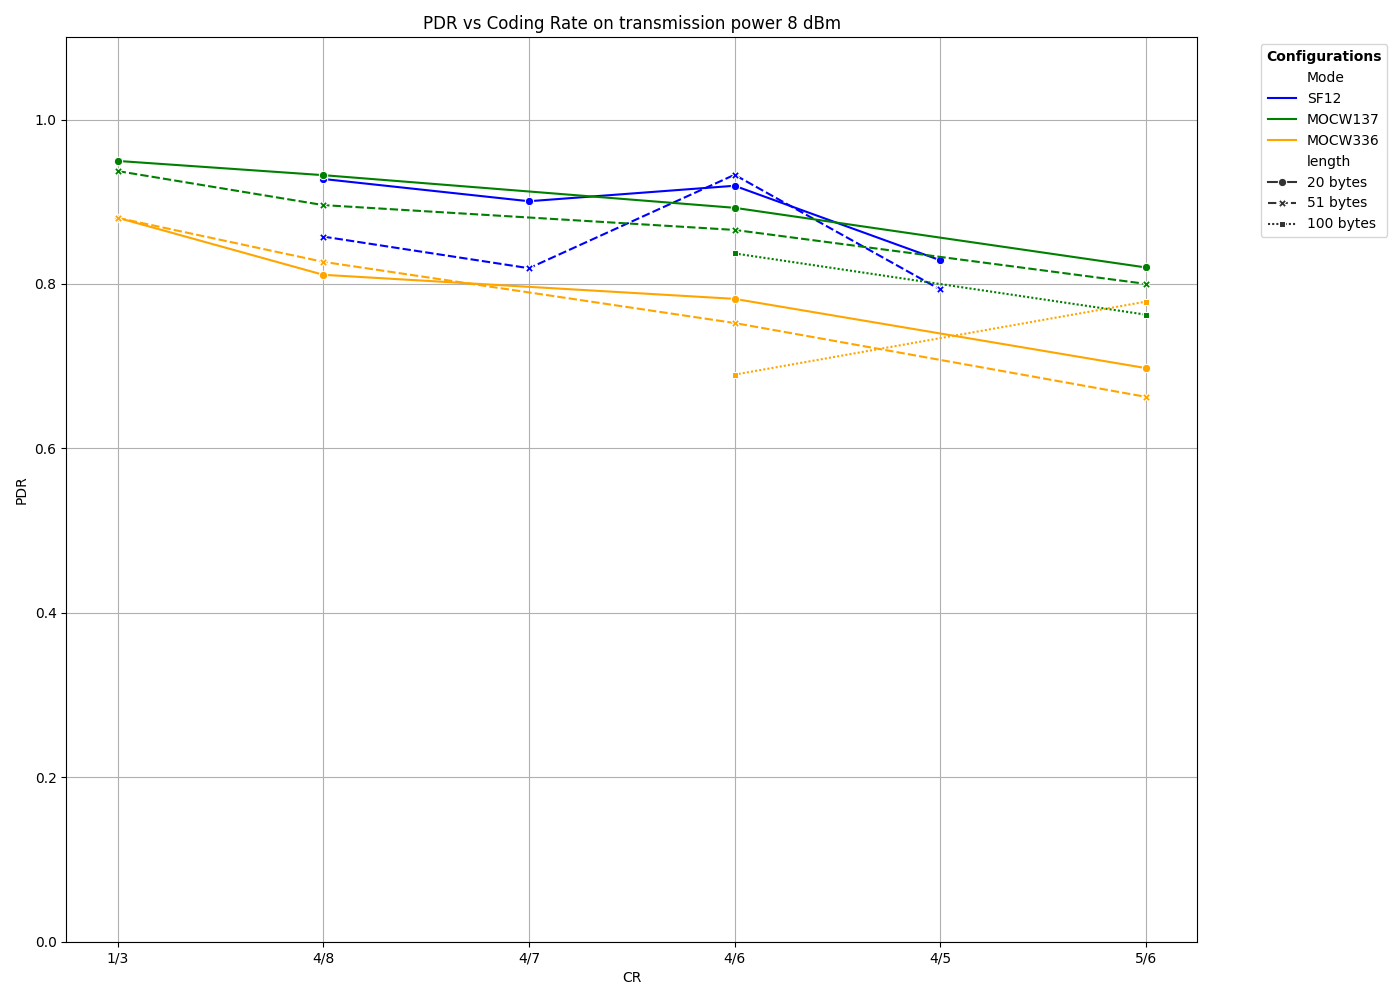 PDR vs Coding Rate on transmission power 8 dBm
Configurations
Mode
SF12
MOCW137
MOCW336
length
20 bytes
51 bytes
100 bytes
PDR
1.0
0.8
0.6
0.4
0.2
0.0
1/3 4/8 4/7 4/6 4/5 5/6
CR